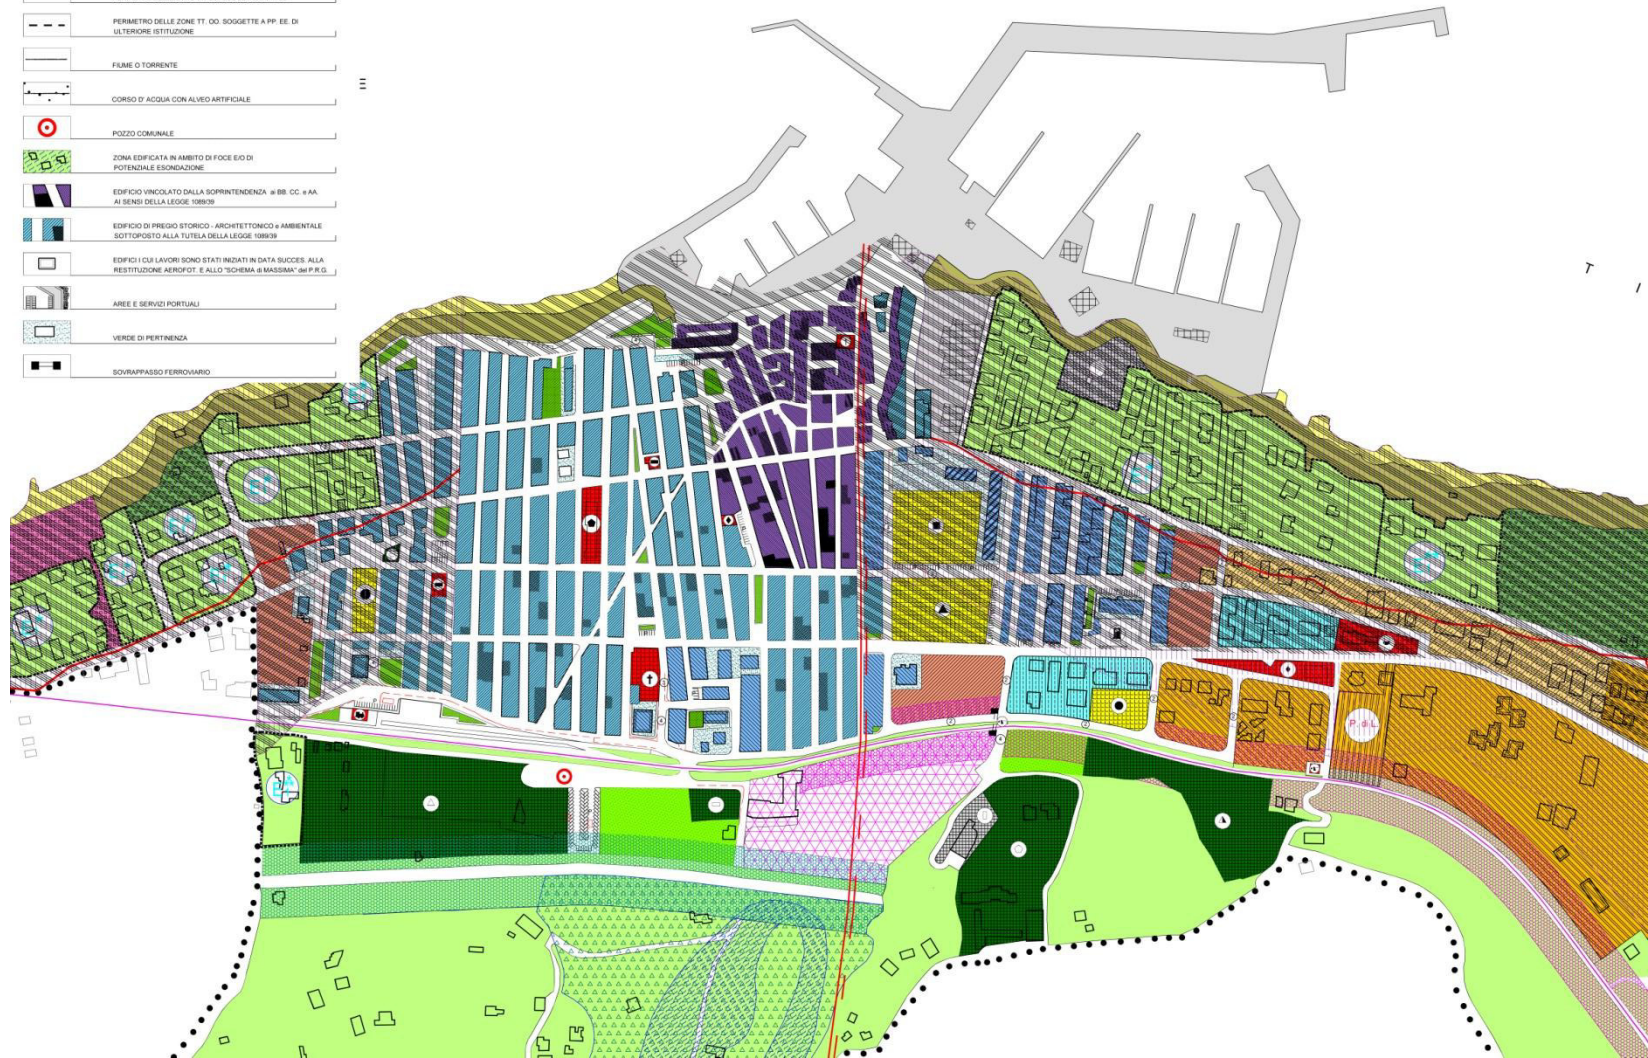 PERIMETRO DELLE ZONE TT. OO. SOGGETTE A PP. EE. DI
ULTERIORE ISTITUZIONE
FIUME O TORRENTE
CORSO D' ACQUA CON ALVEO ARTIFICIALE
POZZO COMUNALE
ZONA EDIFICATA IN AMBITO DI FOCE E/O DI
POTENZIALE ESONDAZIONE
EDIFICIO VINCOLATO DALLA SOPRINTENDENZA ai BB. CC. e AA.
AI SENSI DELLA LEGGE 1089/39
EDIFICIO DI PREGIO STORICO - ARCHITETTONICO e AMBIENTALE
SOTTOPOSTO ALLA TUTELA DELLA LEGGE 1089/39
EDIFICI I CUI LAVORI SONO STATI INIZIATI IN DATA SUCCES. ALLA
RESTITUZIONE AEROFOT. E ALLO "SCHEMA di MASSIMA" del P.R.G.
AREE E SERVIZI PORTUALI
VERDE DI PERTINENZA
SOVRAPPASSO FERROVIARIO
T
I
P. di L.